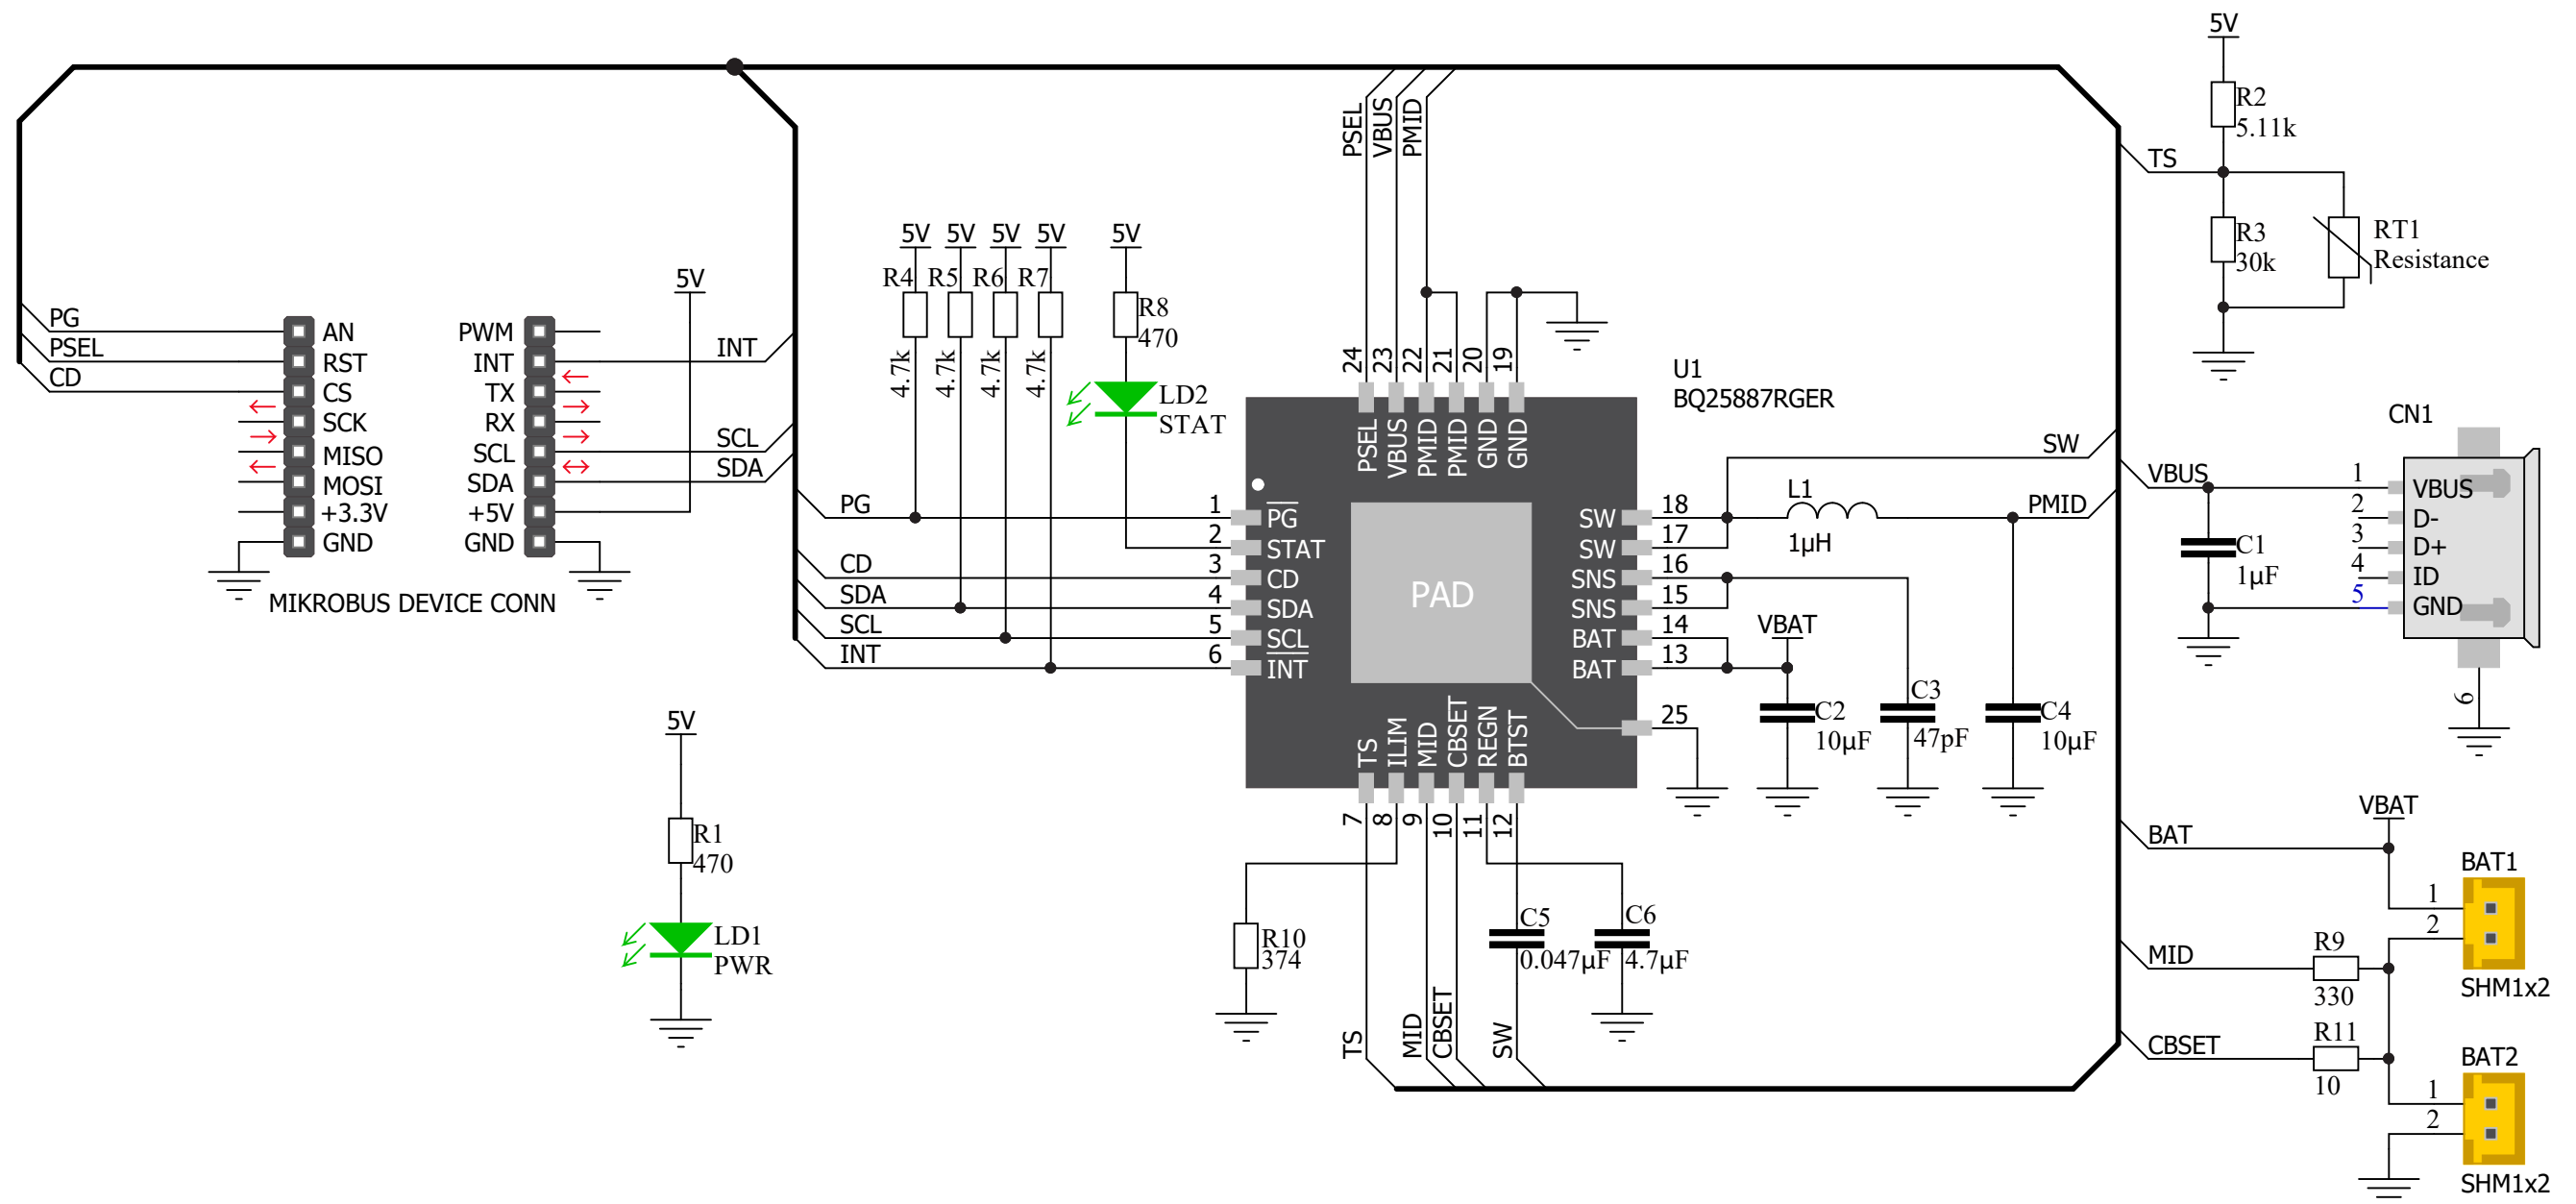 5V
R2
5.11k
TS
R3
30k
RT1
Resistance
PSEL
VBUS
PMID
5V
5V
5V
5V
5V
R4
R5
R6
R7
R8
470
4.7k
4.7k
4.7k
4.7k
LD2
STAT
5V
PG
PSEL
CD
AN
RST
CS
SCK
MISO
MOSI
+3.3V
GND
PWM
INT
TX
RX
SCL
SDA
+5V
GND
INT
SCL
SDA
MIKROBUS DEVICE CONN
PG
CD
SDA
SCL
INT
1
2
3
4
5
6
PG
STAT
CD
SDA
SCL
INT
24
23
22
21
20
19
PSEL
VBUS
PMID
PMID
GND
GND
U1
BQ25887RGER
PAD
SW
SW
SNS
SNS
BAT
BAT
18
17
16
15
14
13
25
SW
L1
1µH
PMID
VBAT
C2
10µF
C3
47pF
C4
10µF
TS
ILIM
MID
CBSET
REGN
BTST
7
8
9
10
11
12
R10
374
C5
0.047µF
C6
4.7µF
TS
MID
CBSET
SW
5V
R1
470
LD1
PWR
CN1
VBUS
C1
1µF
1
2
3
4
5
VBUS
D-
D+
ID
GND
6
VBAT
BAT
BAT1
1
2
SHM1x2
MID
R9
330
CBSET
R11
10
BAT2
1
2
SHM1x2